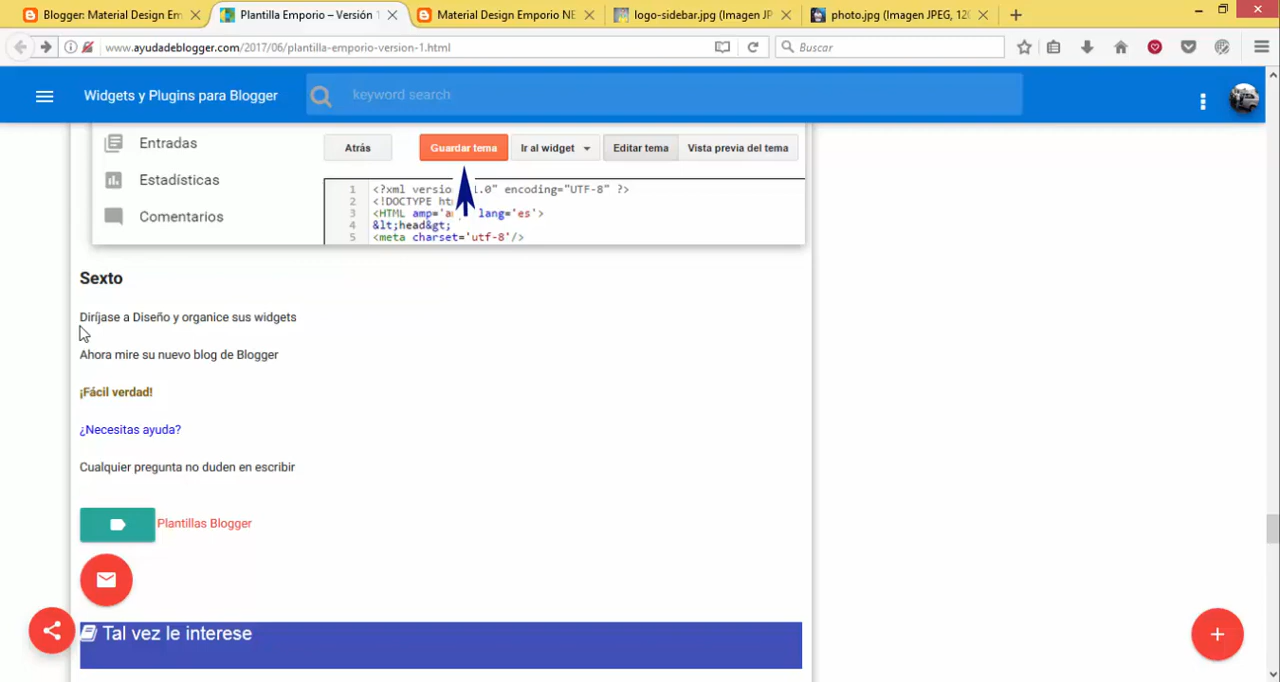 Blogger: Material Design Em
Plantilla Emporio – Versión 1
Material Design Emporio NE
logo-sidebar.jpg (Imagen JP
photo.jpg (Imagen JPEG, 12
www.ayudadeblogger.com/2017/06/plantilla-emporio-version-1.html
Buscar
Widgets y Plugins para Blogger
keyword search
Entradas
Atrás
Guardar tema
Ir al widget
Editar tema
Vista previa del tema
Estadísticas
1 <?xml versio 1.0" encoding="UTF-8" ?>
2 <!DOCTYPE ht
Comentarios
3 <HTML amp='a lang='es'>
4 &lt;head&gt;
5 <meta charset='utf-8'/>
Sexto
Diríjase a Diseño y organice sus widgets
Ahora mire su nuevo blog de Blogger
¡Fácil verdad!
¿Necesitas ayuda?
Cualquier pregunta no duden en escribir
Plantillas Blogger
Tal vez le interese